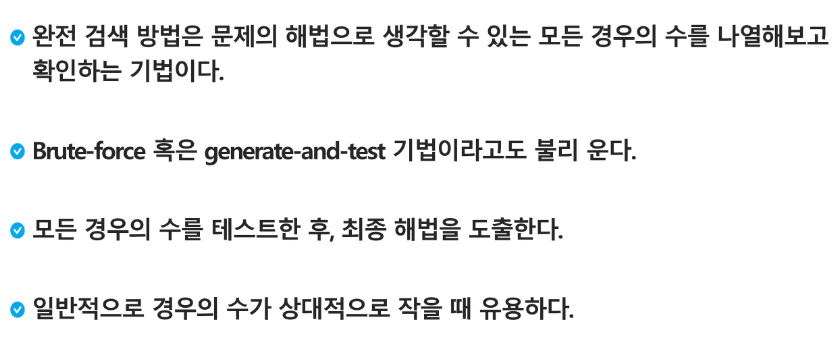 완전 검색 방법은 문제의 해법으로 생각할 수 있는 모든 경우의 수를 나열해보고
확인하는 기법이다.
Brute-force 혹은 generate-and-test 기법이라고도 불리 운다.
모든 경우의 수를 테스트한 후, 최종 해법을 도출한다.
일반적으로 경우의 수가 상대적으로 작을 때 유용하다.